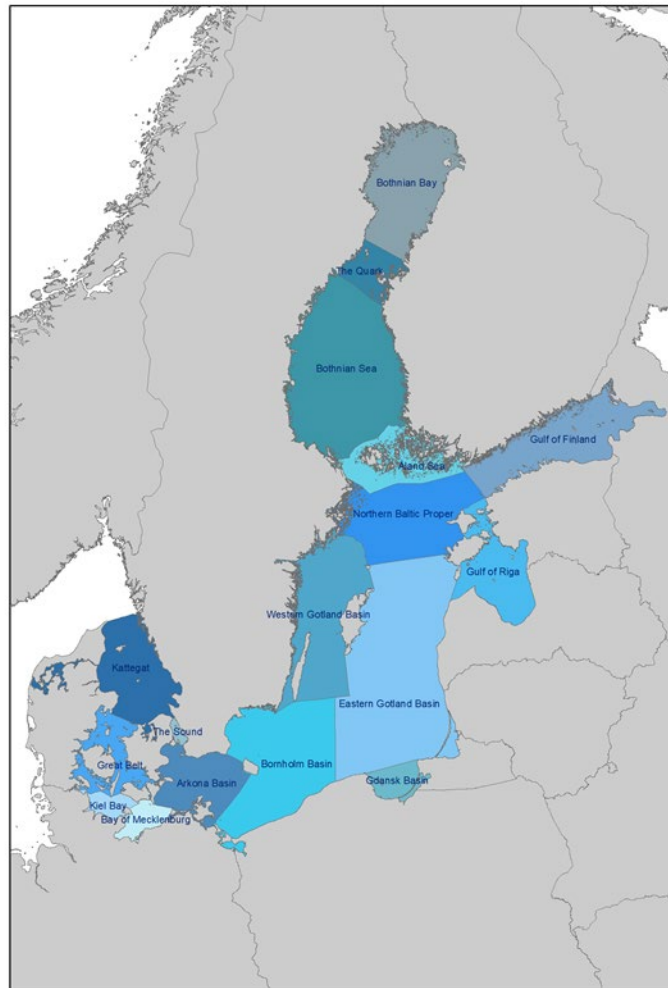 Bothnian Bay
The Quark
Bothnian Sea
Gulf of Finland
Åland Sea
Northern Baltic Proper
Gulf of Riga
Western Gotland Basin
Kattegat
Eastern Gotland Basin
The Sound
Great Belt
Bornholm Basin
Arkona Basin
Gdansk Basin
Kiel Bay
Bay of Mecklenburg